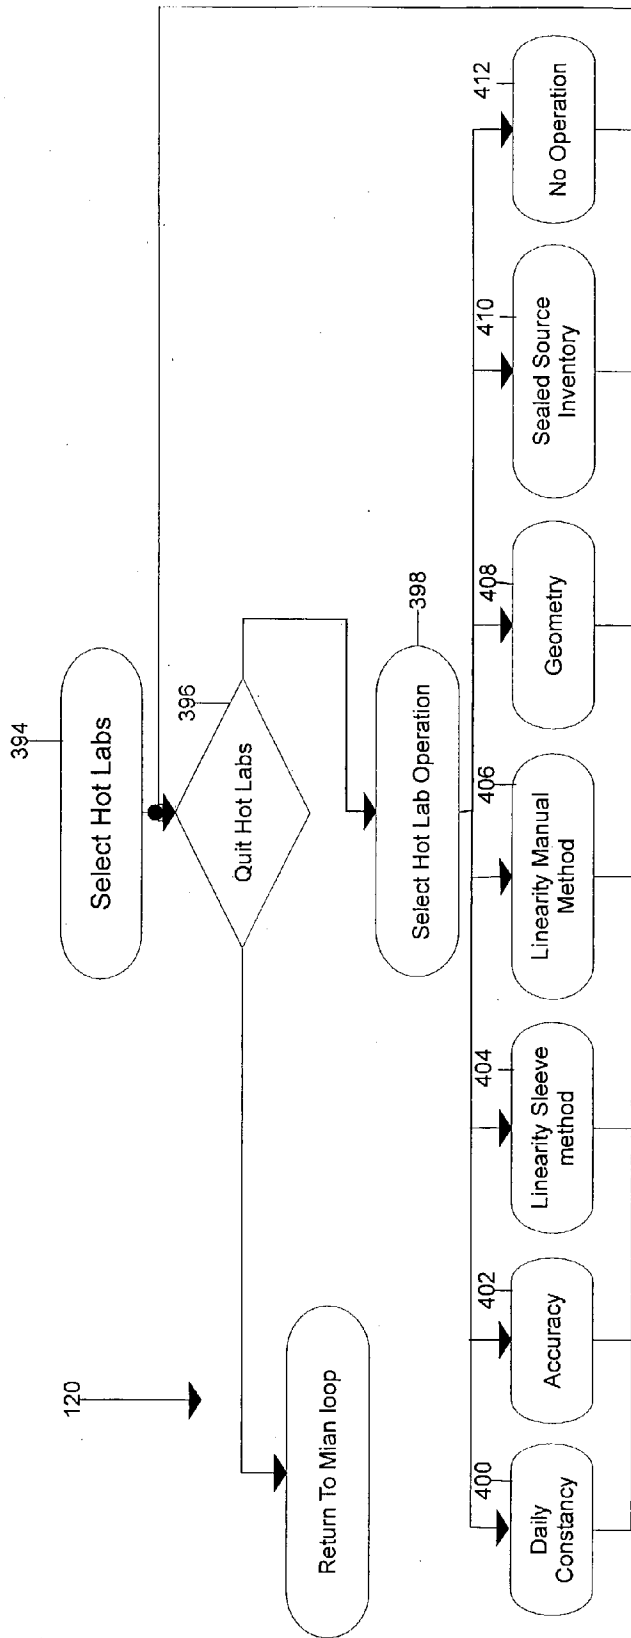 394
Select Hot Labs
396
Quit Hot Labs
120
Return To Mian loop
398
Select Hot Lab Operation
400
Daily
Constancy
402
Accuracy
404
Linearity Sleeve
method
406
Linearity Manual
Method
408
Geometry
410
Sealed Source
Inventory
412
No Operation